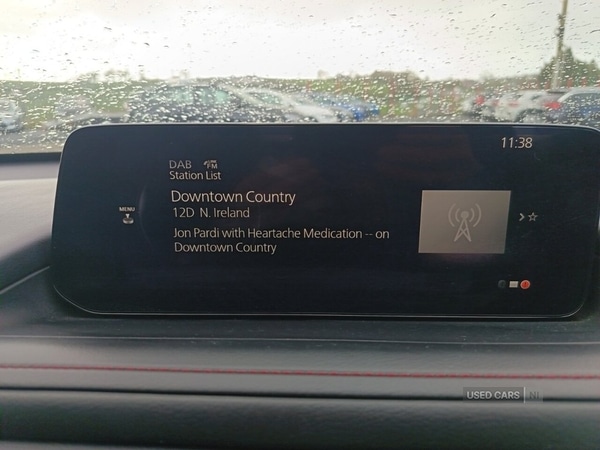 11:38
DAB FM
Station List
Downtown Country
12D N. Ireland
MENU
Jon Pardi with Heartache Medication -- on
Downtown Country
USED CARS NI